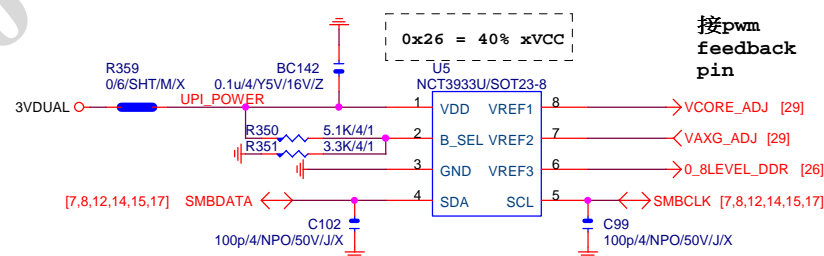 0x26 = 40% xVCC
接pwm
feedback
pin
R359
0/6/SHT/M/X
BC142
0.1u/4/Y5V/16V/Z
U5
NCT3933U/SOT23-8
3VDUAL
UPI_POWER
1 VDD VREF1 8
VCORE_ADJ [29]
R350 5.1K/4/1
2 B_SEL VREF2 7
VAXG_ADJ [29]
R351 3.3K/4/1
3 GND VREF3 6
0_8LEVEL_DDR [26]
[7,8,12,14,15,17] SMBDATA
4 SDA SCL 5
SMBCLK [7,8,12,14,15,17]
C102
100p/4/NPO/50V/J/X
C99
100p/4/NPO/50V/J/X